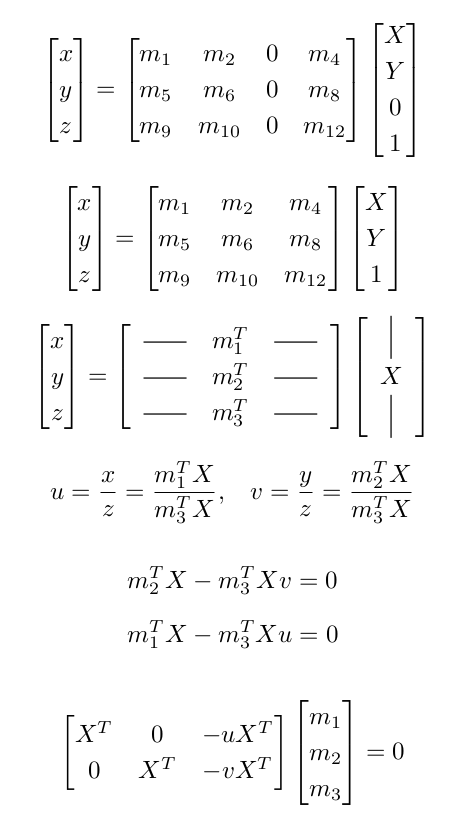 \begin{bmatrix} x \\ y \\ z \end{bmatrix} = \begin{bmatrix} m_1 & m_2 & 0 & m_4 \\ m_5 & m_6 & 0 & m_8 \\ m_9 & m_{10} & 0 & m_{12} \end{bmatrix} \begin{bmatrix} X \\ Y \\ 0 \\ 1 \end{bmatrix}
\begin{bmatrix} x \\ y \\ z \end{bmatrix} = \begin{bmatrix} m_1 & m_2 & m_4 \\ m_5 & m_6 & m_8 \\ m_9 & m_{10} & m_{12} \end{bmatrix} \begin{bmatrix} X \\ Y \\ 1 \end{bmatrix}
\begin{bmatrix} x \\ y \\ z \end{bmatrix} = \begin{bmatrix} — & m_1^T & — \\ — & m_2^T & — \\ — & m_3^T & — \end{bmatrix} \begin{bmatrix} | \\ X \\ | \end{bmatrix}
u = \frac{x}{z} = \frac{m_1^T X}{m_3^T X}, \quad v = \frac{y}{z} = \frac{m_2^T X}{m_3^T X}
m_2^T X - m_3^T X v = 0
m_1^T X - m_3^T X u = 0
\begin{bmatrix} X^T & 0 & -uX^T \\ 0 & X^T & -vX^T \end{bmatrix} \begin{bmatrix} m_1 \\ m_2 \\ m_3 \end{bmatrix} = 0